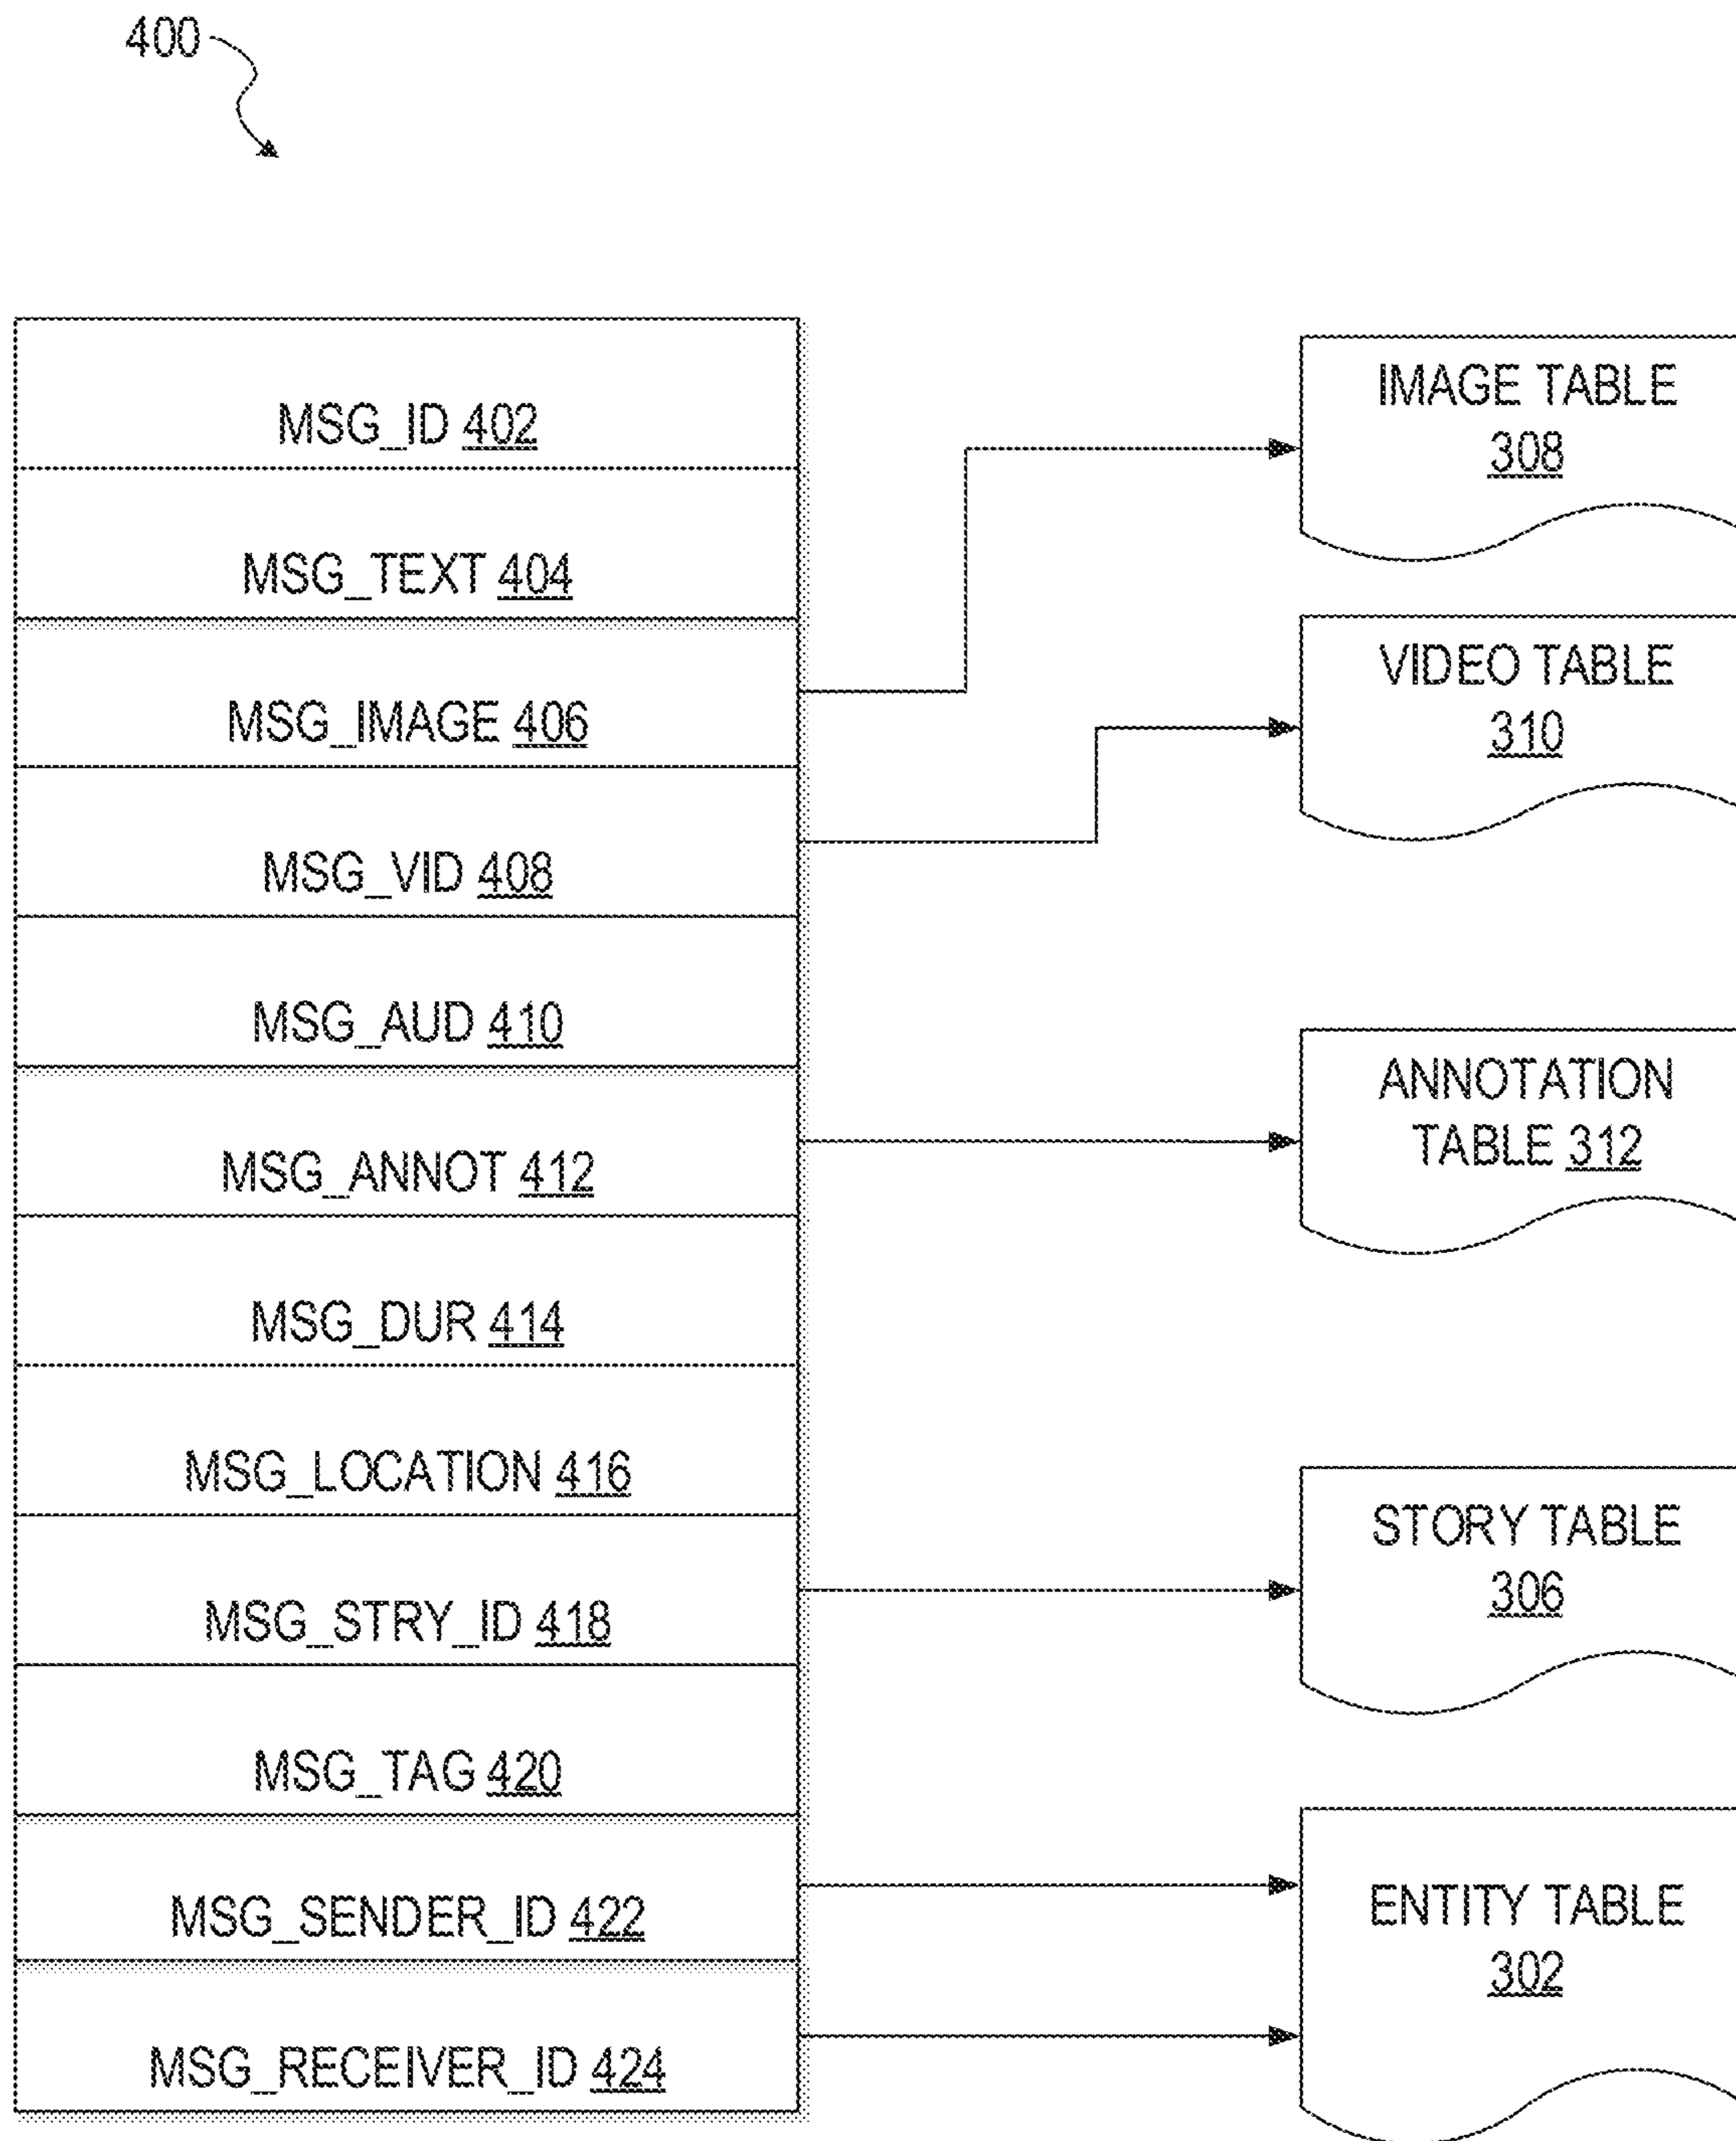 400
MSG_ID 402
MSG_TEXT 404
MSG_IMAGE 406
MSG_VID 408
MSG_AUD 410
MSG_ANNOT 412
MSG_DUR 414
MSG_LOCATION 416
MSG_STRY_ID 418
MSG_TAG 420
MSG_SENDER_ID 422
MSG_RECEIVER_ID 424
IMAGE TABLE
308
VIDEO TABLE
310
ANNOTATION
TABLE 312
STORY TABLE
306
ENTITY TABLE
302